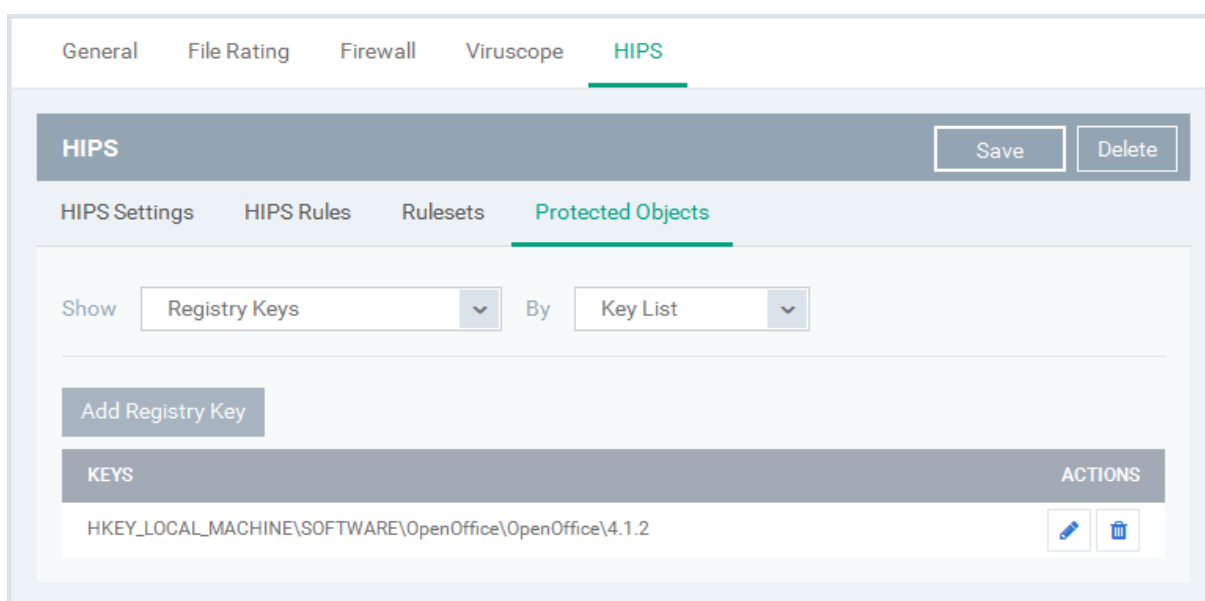 General File Rating Firewall Viruscope HIPS
HIPS Save Delete
HIPS Settings HIPS Rules Rulesets Protected Objects
Show Registry Keys By Key List
Add Registry Key
KEYS ACTIONS
HKEY_LOCAL_MACHINE\SOFTWARE\OpenOffice\OpenOffice\4.1.2